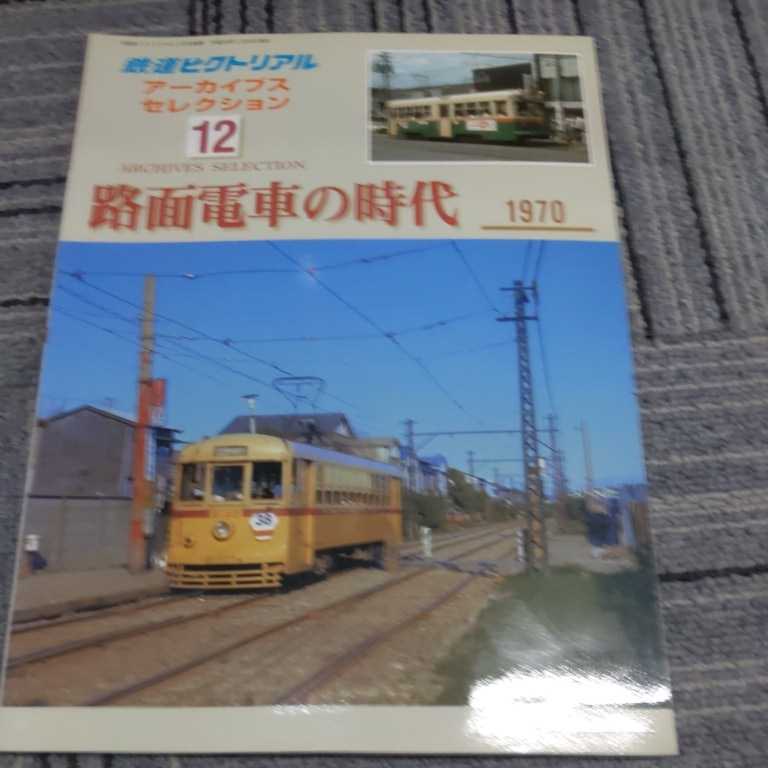 鉄道ピクトリアル
アーカイブス
セレクション
12
ARCHIVES SELECTION
路面電車の時代
1970
38